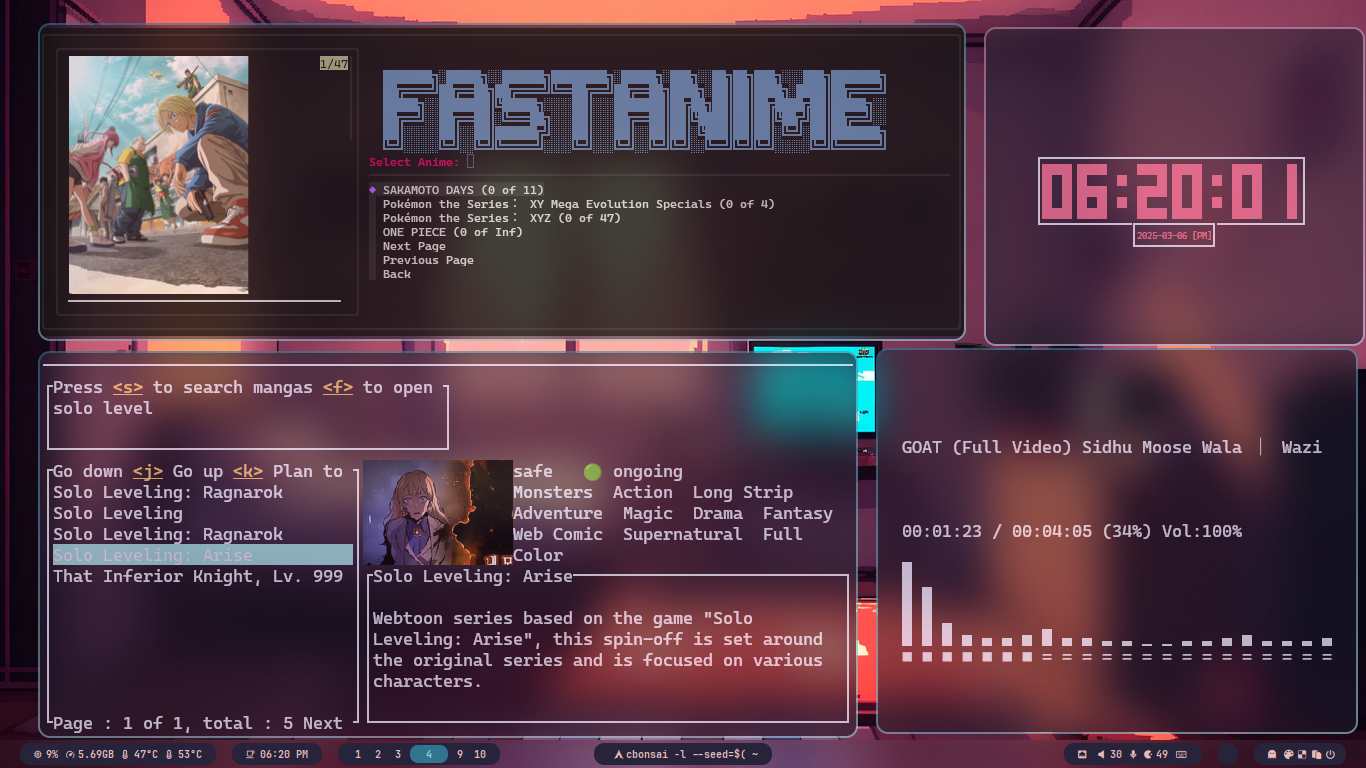 1/47
FASTANIME
Select Anime:
SAKAMOTO DAYS (0 of 11)
Pokémon the Series: XY Mega Evolution Specials (0 of 4)
Pokémon the Series: XYZ (0 of 47)
ONE PIECE (0 of Inf)
Next Page
Previous Page
Back
06:20:01
2025-03-06 [PM]
Press <s> to search mangas <f> to open
solo level
Go down <j> Go up <k> Plan to
Solo Leveling: Ragnarok
Solo Leveling
Solo Leveling: Ragnarok
Solo Leveling: Arise
That Inferior Knight, Lv. 999
Page : 1 of 1, total : 5 Next
safe 🟢 ongoing
Monsters Action Long Strip
Adventure Magic Drama Fantasy
Web Comic Supernatural Full
Color
Solo Leveling: Arise
Webtoon series based on the game "Solo
Leveling: Arise", this spin-off is set around
the original series and is focused on various
characters.
GOAT (Full Video) Sidhu Moose Wala | Wazi
00:01:23 / 00:04:05 (34%) Vol:100%
9% 5.69GB 47°C 53°C
06:20 PM
1 2 3 4 9 10
cbonsai -l --seed=$( ~
30 49